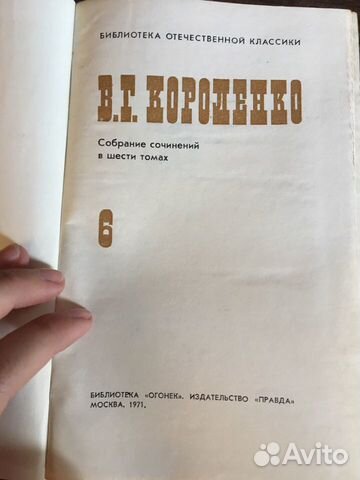 БИБЛИОТЕКА ОТЕЧЕСТВЕННОЙ КЛАССИКИ
В.Г. КОРОЛЕНКО
Собрание сочинений
в шести томах
6
БИБЛИОТЕКА «ОГОНЕК». ИЗДАТЕЛЬСТВО «ПРАВДА»
МОСКВА. 1971.
Avito